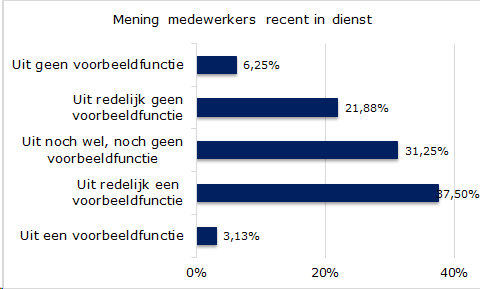 Mening medewerkers recent in dienst
Uit geen voorbeeldfunctie
6,25%
Uit redelijk geen
voorbeeldfunctie
21,88%
Uit noch wel, noch geen
voorbeeldfunctie
31,25%
Uit redelijk een
voorbeeldfunctie
37,50%
Uit een voorbeeldfunctie
3,13%
0%
20%
40%